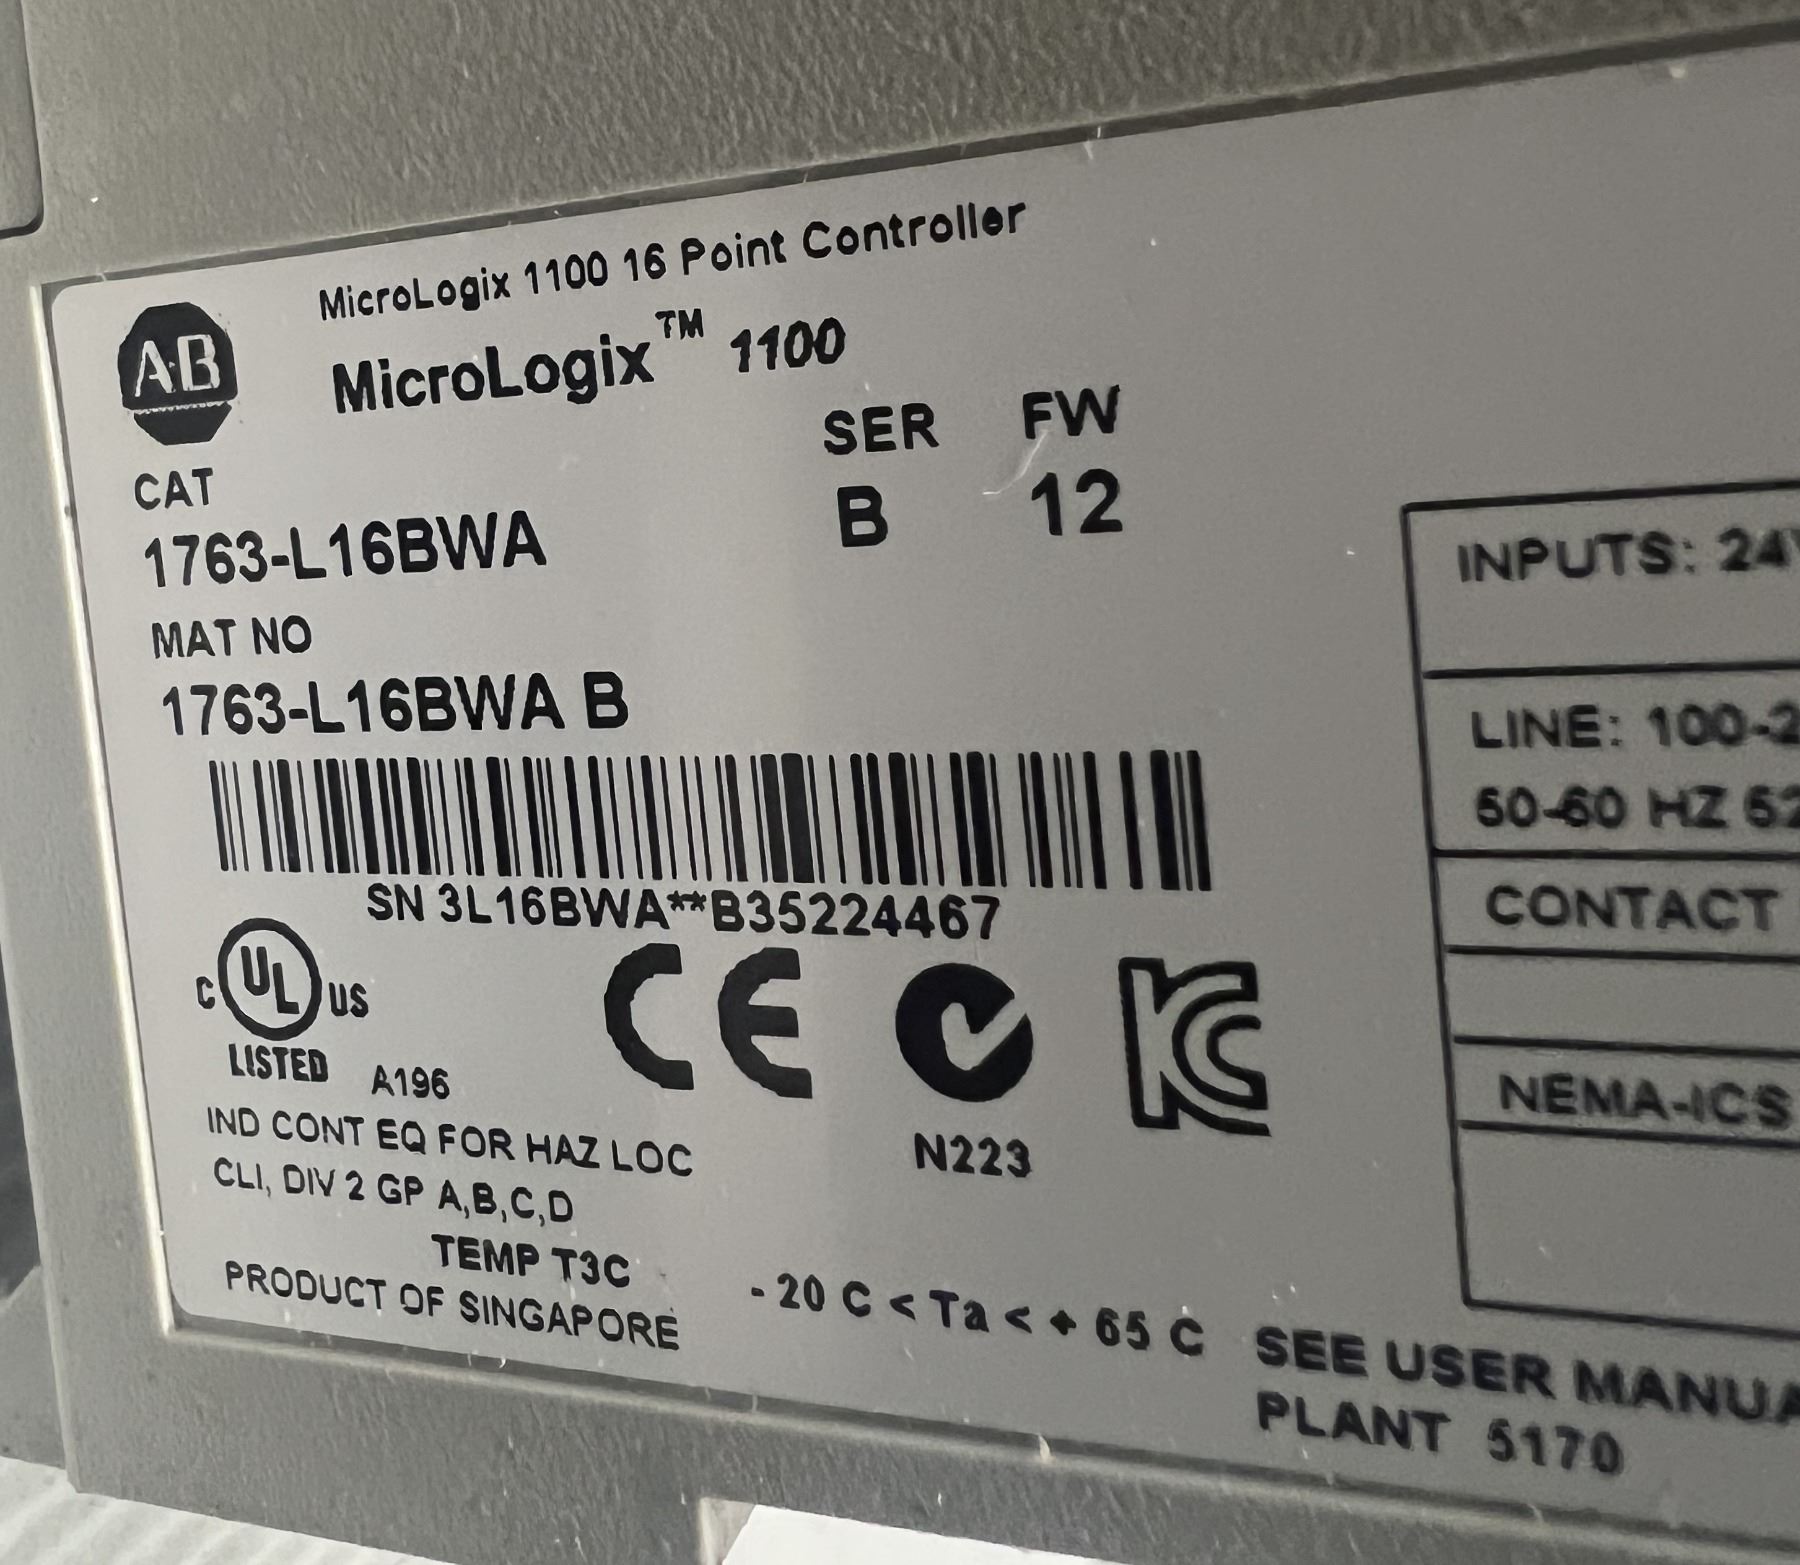 MicroLogix 1100 16 Point Controller
AB
MicroLogix™ 1100
SER FW
CAT
1763-L16BWA B 12
MAT NO
1763-L16BWA B
SN 3L16BWA**B35224467
C UL US
LISTED A196
CE
N223
IND CONT EQ FOR HAZ LOC
CLI, DIV 2 GP A,B,C,D
TEMP T3C
PRODUCT OF SINGAPORE
- 20 C < Ta < + 65 C
INPUTS: 24
LINE: 100-2
50-60 HZ 52
CONTACT
NEMA-ICS
SEE USER MANUA
PLANT 5170